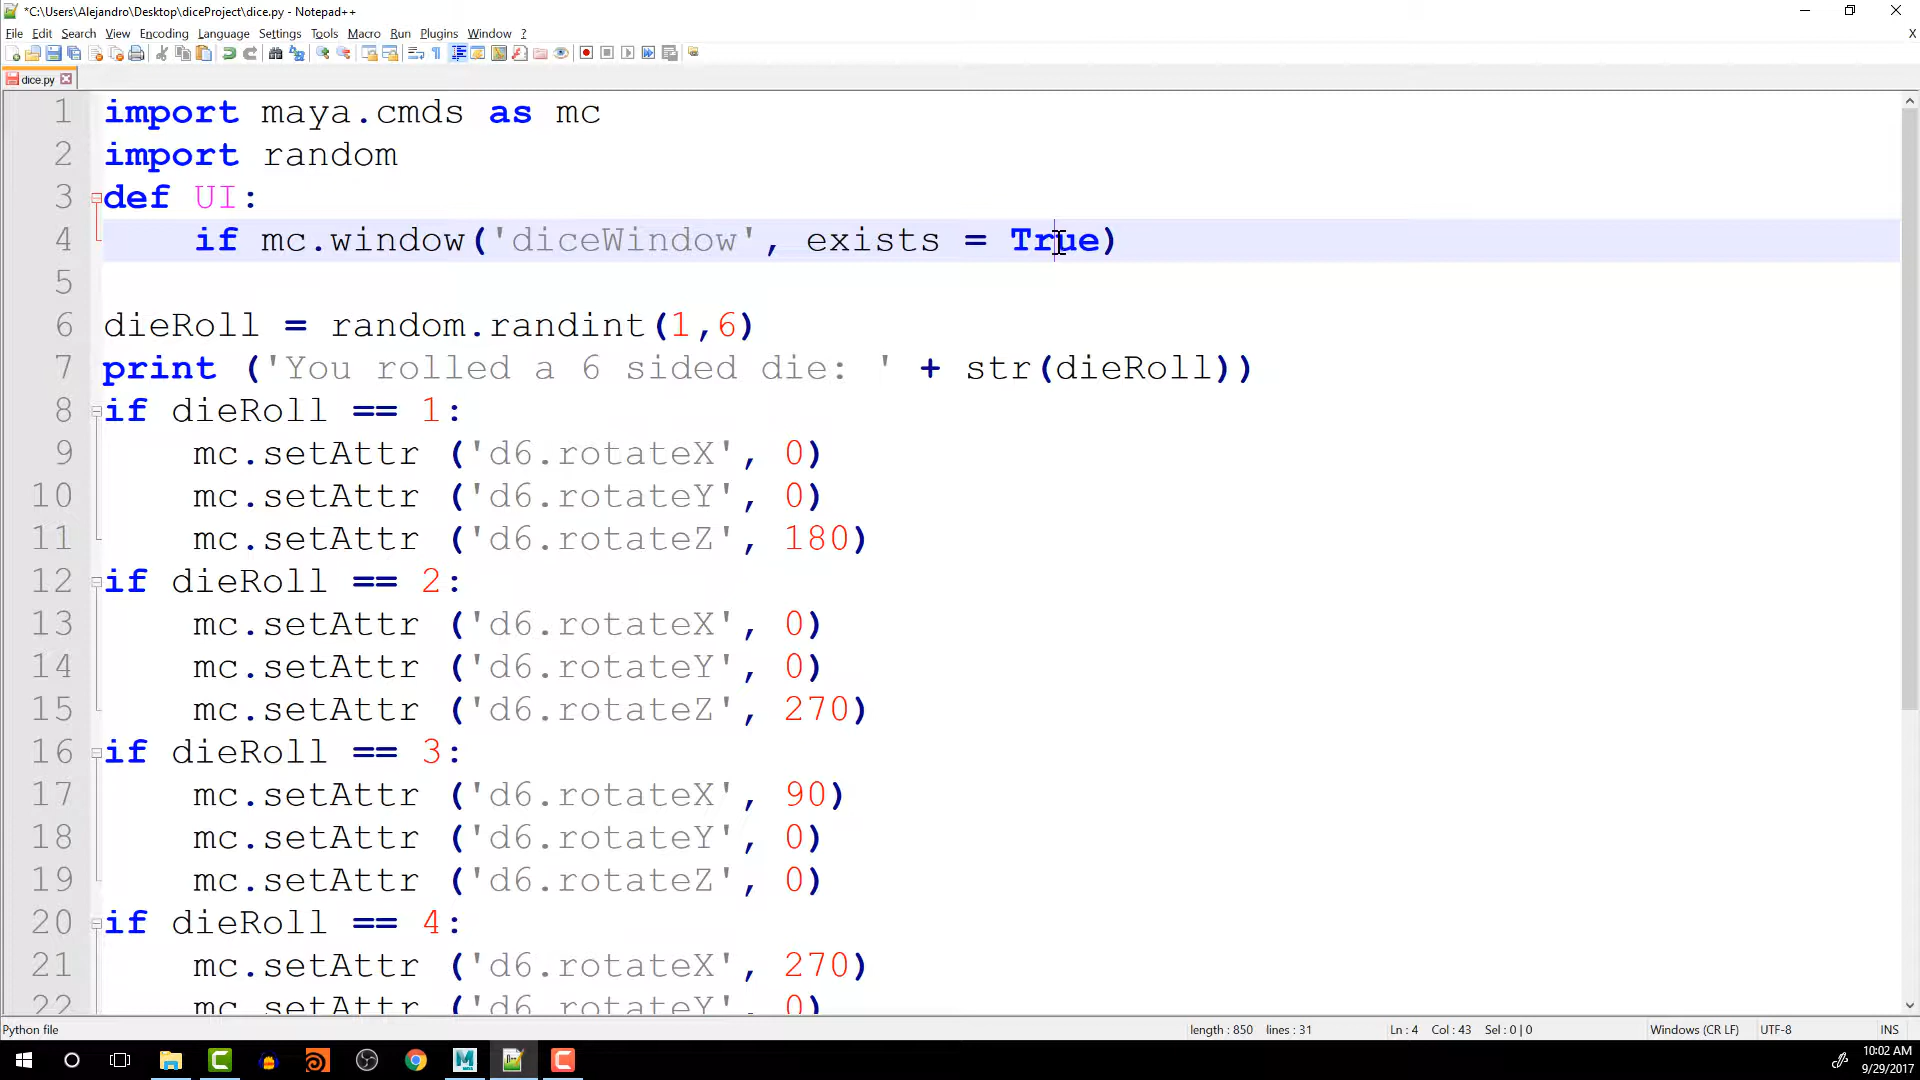 *C:\Users\Alejandro\Desktop\diceProject\dice.py - Notepad++
File Edit Search View Encoding Language Settings Tools Macro Run Plugins Window ? X
dice.py
1 import maya.cmds as mc
2 import random
3 def UI:
4 if mc.window('diceWindow', exists = True)
5
6 dieRoll = random.randint(1,6)
7 print ('You rolled a 6 sided die: ' + str(dieRoll))
8 if dieRoll == 1:
9 mc.setAttr ('d6.rotateX', 0)
10 mc.setAttr ('d6.rotateY', 0)
11 mc.setAttr ('d6.rotateZ', 180)
12 if dieRoll == 2:
13 mc.setAttr ('d6.rotateX', 0)
14 mc.setAttr ('d6.rotateY', 0)
15 mc.setAttr ('d6.rotateZ', 270)
16 if dieRoll == 3:
17 mc.setAttr ('d6.rotateX', 90)
18 mc.setAttr ('d6.rotateY', 0)
19 mc.setAttr ('d6.rotateZ', 0)
20 if dieRoll == 4:
21 mc.setAttr ('d6.rotateX', 270)
22 mc.setAttr ('d6.rotateY', 0)
Python file length : 850 lines : 31 Ln : 4 Col : 43 Sel : 0 | 0 Windows (CR LF) UTF-8 INS
10:02 AM
9/29/2017